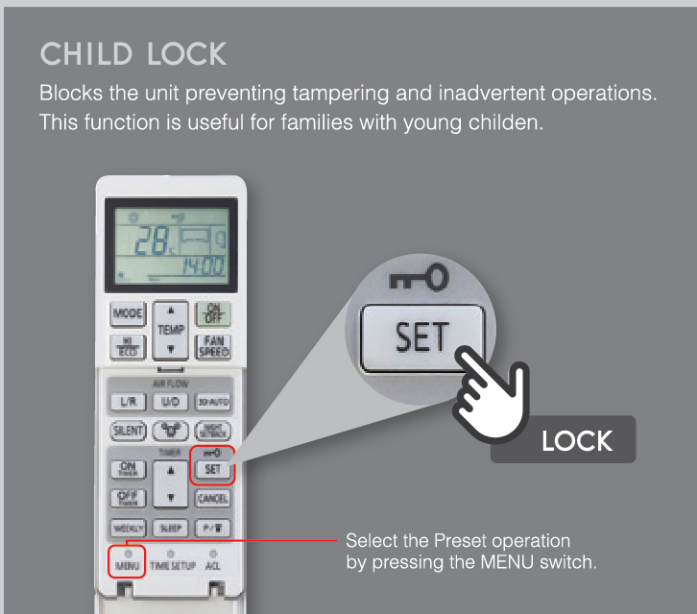 CHILD LOCK
Blocks the unit preventing tampering and inadvertent operations.
This function is useful for families with young childen.
28
14:00
MODE
TEMP
ON
OFF
HI
ECO
FAN
SPEED
AIR FLOW
L/R
U/D
3D AUTO
SILENT
NIGHT
SETBACK
TIMER
ON
TIMER
SET
OFF
TIMER
CANCEL
WEEKLY
SLEEP
MENU
TIME SETUP
ACL
SET
LOCK
Select the Preset operation
by pressing the MENU switch.